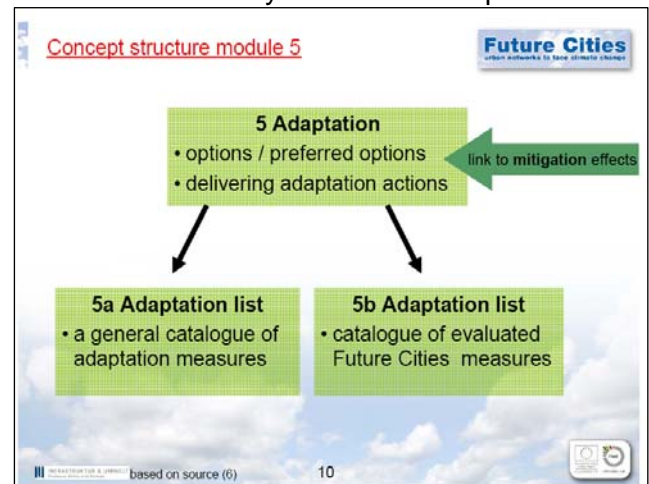 Concept structure module 5
Future Cities
urban networks to face climate change
5 Adaptation
• options / preferred options
• delivering adaptation actions
link to mitigation effects
5a Adaptation list
• a general catalogue of
adaptation measures
5b Adaptation list
• catalogue of evaluated
Future Cities measures
INFRASTRUKTUR & UMWELT
based on source (6)
10